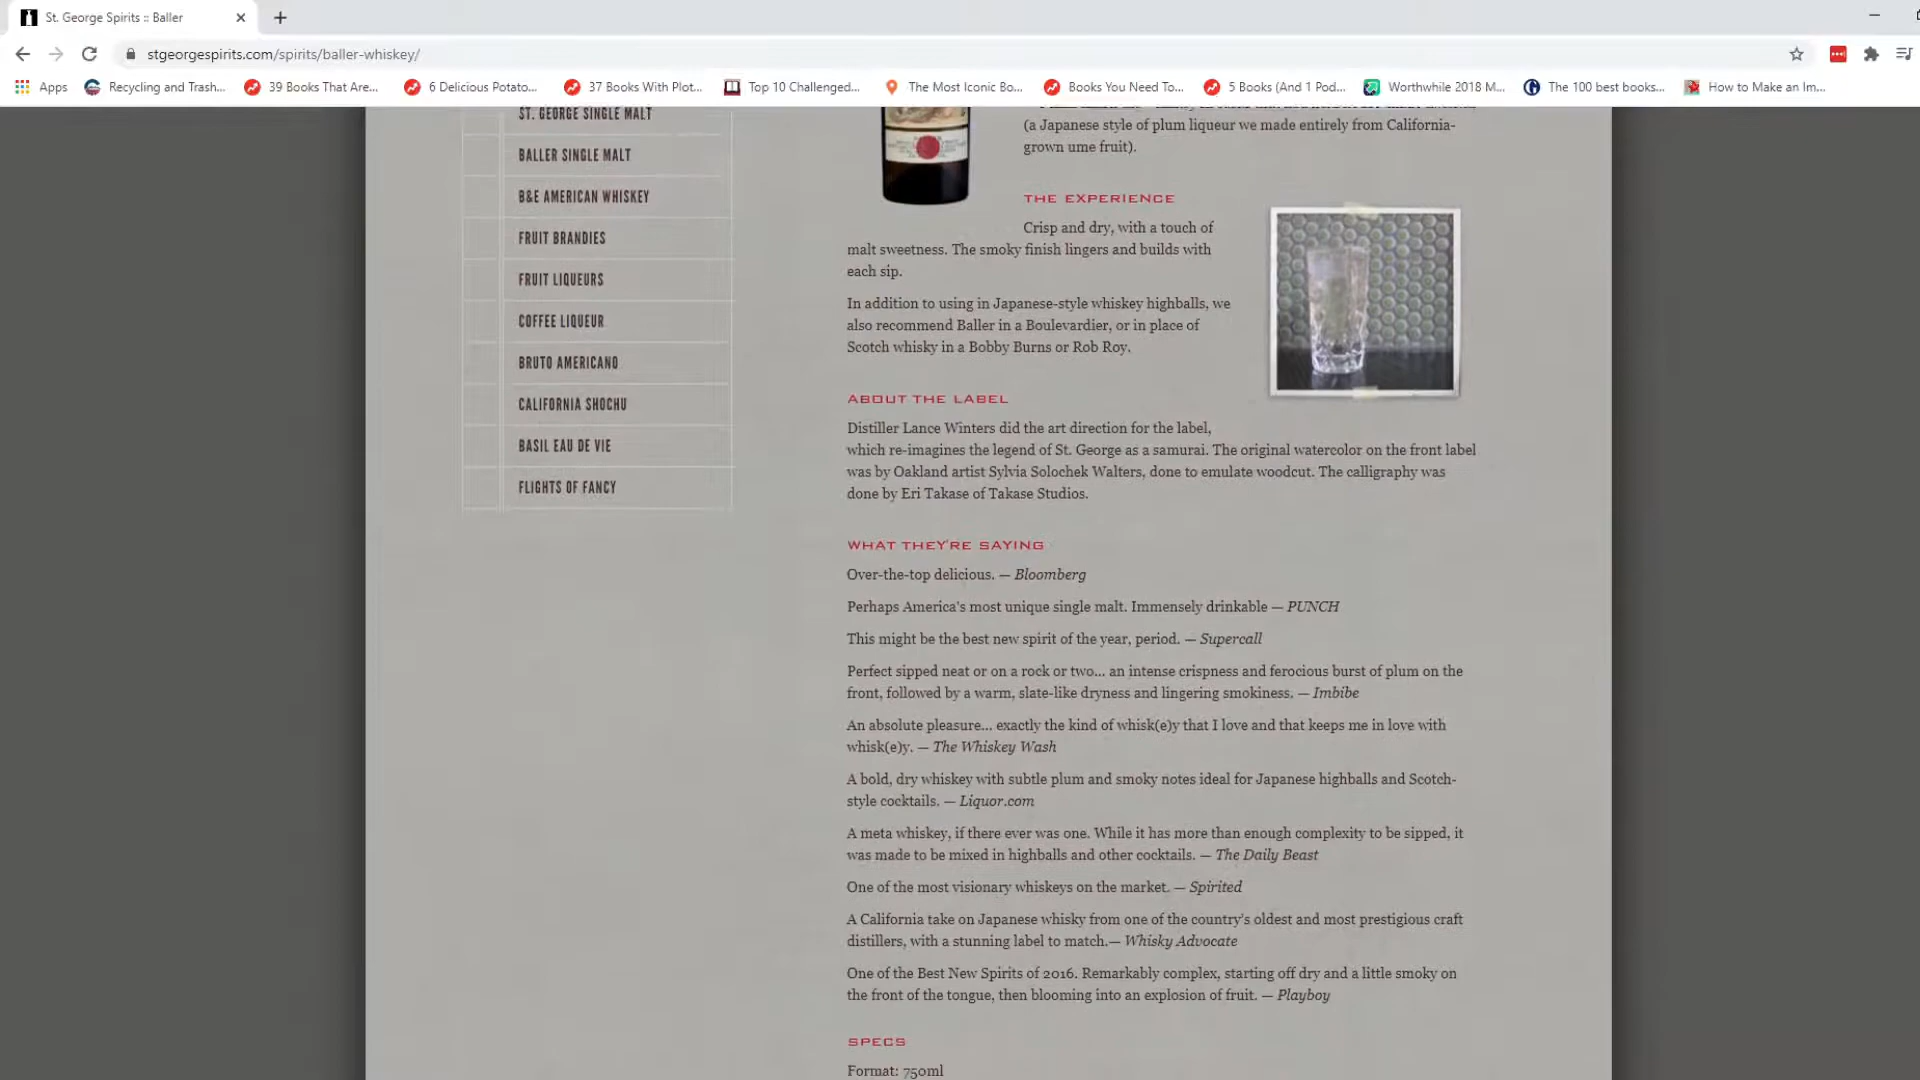 St. George Spirits :: Baller
stgeorgespirits.com/spirits/baller-whiskey/
Apps
Recycling and Trash...
39 Books That Are...
6 Delicious Potato...
37 Books With Plot...
Top 10 Challenged...
The Most Iconic Bo...
Books You Need To...
5 Books (And 1 Pod...
Worthwhile 2018 M...
The 100 best books...
How to Make an Im...
ST. GEORGE SINGLE MALT
BALLER SINGLE MALT
B&E AMERICAN WHISKEY
FRUIT BRANDIES
FRUIT LIQUEURS
COFFEE LIQUEUR
BRUTO AMERICANO
CALIFORNIA SHOCHU
BASIL EAU DE VIE
FLIGHTS OF FANCY
(a Japanese style of plum liqueur we made entirely from California-
grown ume fruit).
THE EXPERIENCE
Crisp and dry, with a touch of
malt sweetness. The smoky finish lingers and builds with
each sip.
In addition to using in Japanese-style whiskey highballs, we
also recommend Baller in a Boulevardier, or in place of
Scotch whisky in a Bobby Burns or Rob Roy.
ABOUT THE LABEL
Distiller Lance Winters did the art direction for the label,
which re-imagines the legend of St. George as a samurai. The original watercolor on the front label
was by Oakland artist Sylvia Solochek Walters, done to emulate woodcut. The calligraphy was
done by Eri Takase of Takase Studios.
WHAT THEY'RE SAYING
Over-the-top delicious. — Bloomberg
Perhaps America's most unique single malt. Immensely drinkable — PUNCH
This might be the best new spirit of the year, period. — Supercall
Perfect sipped neat or on a rock or two... an intense crispness and ferocious burst of plum on the
front, followed by a warm, slate-like dryness and lingering smokiness. — Imbibe
An absolute pleasure... exactly the kind of whisk(e)y that I love and that keeps me in love with
whisk(e)y. — The Whiskey Wash
A bold, dry whiskey with subtle plum and smoky notes ideal for Japanese highballs and Scotch-
style cocktails. — Liquor.com
A meta whiskey, if there ever was one. While it has more than enough complexity to be sipped, it
was made to be mixed in highballs and other cocktails. — The Daily Beast
One of the most visionary whiskeys on the market. — Spirited
A California take on Japanese whisky from one of the country's oldest and most prestigious craft
distillers, with a stunning label to match.— Whisky Advocate
One of the Best New Spirits of 2016. Remarkably complex, starting off dry and a little smoky on
the front of the tongue, then blooming into an explosion of fruit. — Playboy
SPECS
Format: 750ml